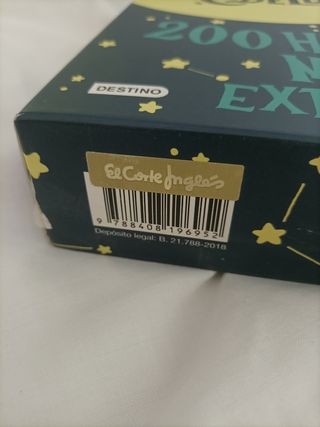 200 H
N
EXT
DESTINO
El Corte Inglés
9 788408 196952
Depósito legal: B. 21.788-2018